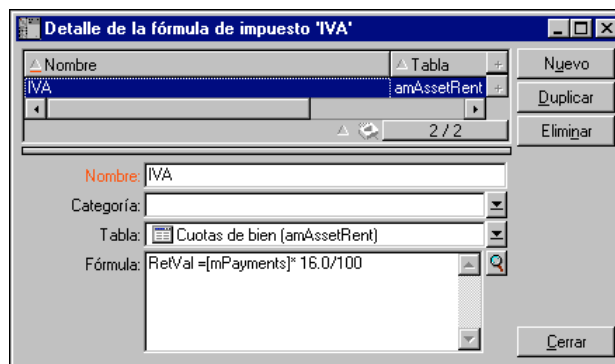 Detalle de la fórmula de impuesto 'IVA'
Nombre Tabla
IVA amAssetRent
2 / 2
Nuevo
Duplicar
Eliminar
Nombre: IVA
Categoría:
Tabla: Cuotas de bien (amAssetRent)
Fórmula: RetVal =[mPayments]* 16.0/100
Cerrar